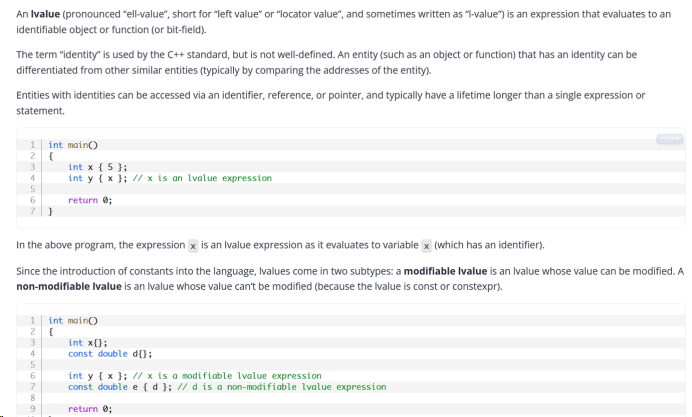 An lvalue (pronounced “ell-value”, short for “left value” or “locator value”, and sometimes written as “l-value”) is an expression that evaluates to an
identifiable object or function (or bit-field).
The term “identity” is used by the C++ standard, but is not well-defined. An entity (such as an object or function) that has an identity can be
differentiated from other similar entities (typically by comparing the addresses of the entity).
Entities with identities can be accessed via an identifier, reference, or pointer, and typically have a lifetime longer than a single expression or
statement.
COPY
1 int main()
2 {
3     int x { 5 };
4     int y { x }; // x is an lvalue expression
5
6     return 0;
7 }
In the above program, the expression x is an lvalue expression as it evaluates to variable x (which has an identifier).
Since the introduction of constants into the language, lvalues come in two subtypes: a modifiable lvalue is an lvalue whose value can be modified. A
non-modifiable lvalue is an lvalue whose value can’t be modified (because the lvalue is const or constexpr).
1 int main()
2 {
3     int x{};
4     const double d{};
5
6     int y { x }; // x is a modifiable lvalue expression
7     const double e { d }; // d is a non-modifiable lvalue expression
8
9     return 0;